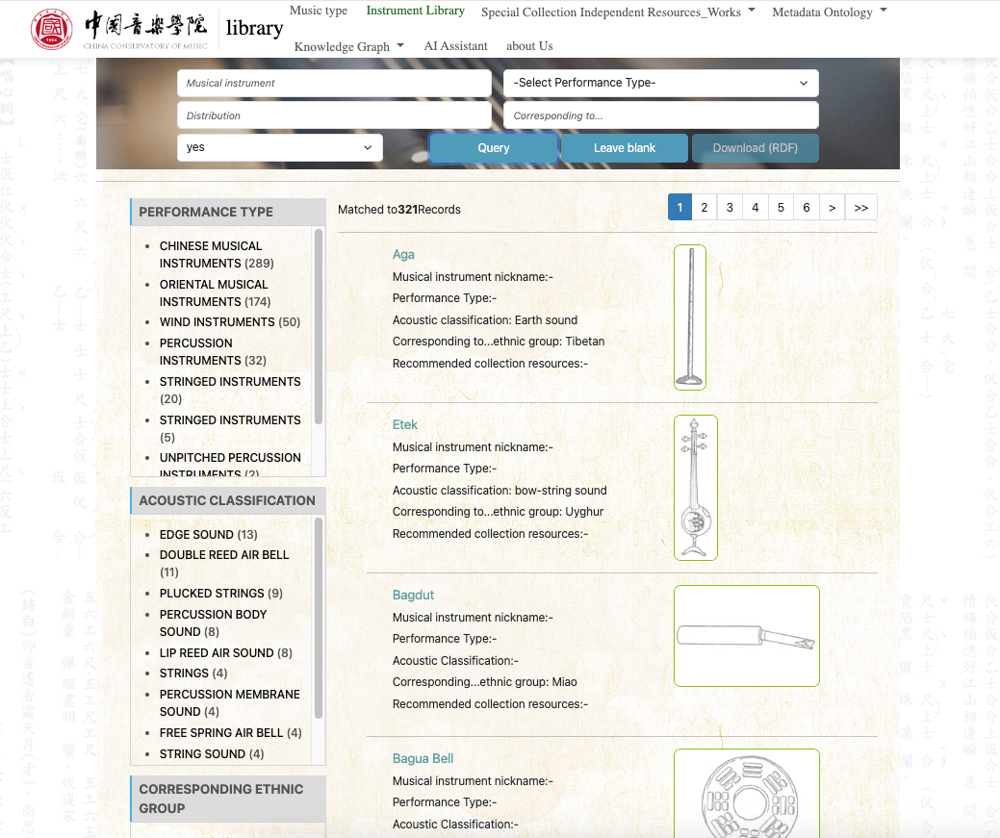 中國音樂學院
CHINA CONSERVATORY OF MUSIC
library
Music type
Instrument Library
Special Collection Independent Resources_Works
Metadata Ontology
Knowledge Graph
AI Assistant
about Us
Musical instrument
-Select Performance Type-
Distribution
Corresponding to...
yes
Query
Leave blank
Download (RDF)
PERFORMANCE TYPE
CHINESE MUSICAL
INSTRUMENTS (289)
ORIENTAL MUSICAL
INSTRUMENTS (174)
WIND INSTRUMENTS (50)
PERCUSSION
INSTRUMENTS (32)
STRINGED INSTRUMENTS
(20)
STRINGED INSTRUMENTS
(5)
UNPITCHED PERCUSSION
INSTRUMENTS (2)
ACOUSTIC CLASSIFICATION
EDGE SOUND (13)
DOUBLE REED AIR BELL
(11)
PLUCKED STRINGS (9)
PERCUSSION BODY
SOUND (8)
LIP REED AIR SOUND (8)
STRINGS (4)
PERCUSSION MEMBRANE
SOUND (4)
FREE SPRING AIR BELL (4)
STRING SOUND (4)
CORRESPONDING ETHNIC
GROUP
Matched to321Records
1 2 3 4 5 6 > >>
Aga
Musical instrument nickname:-
Performance Type:-
Acoustic classification: Earth sound
Corresponding to...ethnic group: Tibetan
Recommended collection resources:-
Etek
Musical instrument nickname:-
Performance Type:-
Acoustic classification: bow-string sound
Corresponding to...ethnic group: Uyghur
Recommended collection resources:-
Bagdut
Musical instrument nickname:-
Performance Type:-
Acoustic Classification:-
Corresponding...ethnic group: Miao
Recommended collection resources:-
Bagua Bell
Musical instrument nickname:-
Performance Type:-
Acoustic Classification:-